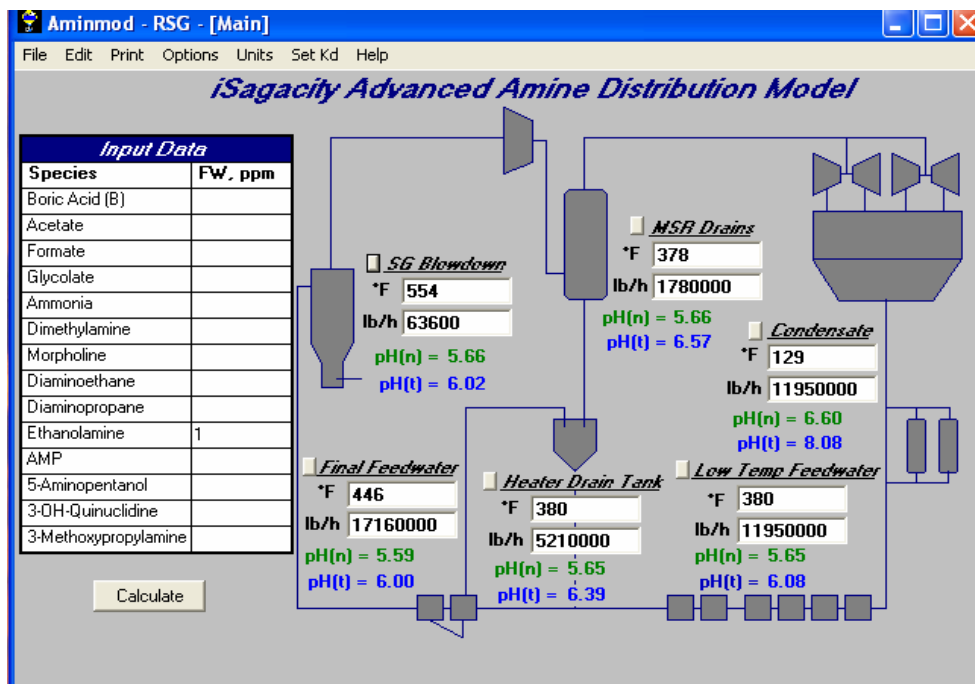 Aminmod - RSG - [Main]
File Edit Print Options Units Set Kd Help
iSagacity Advanced Amine Distribution Model
Input Data
Species FW, ppm
Boric Acid (B)
Acetate
Formate
Glycolate
Ammonia
Dimethylamine
Morpholine
Diaminoethane
Diaminopropane
Ethanolamine 1
AMP
5-Aminopentanol
3-OH-Quinuclidine
3-Methoxypropylamine
Calculate
SG Blowdown
°F 554
lb/h 63600
pH(n) = 5.66
pH(t) = 6.02
MSR Drains
°F 378
lb/h 1780000
pH(n) = 5.66
pH(t) = 6.57
Condensate
°F 129
lb/h 11950000
pH(n) = 6.60
pH(t) = 8.08
Final Feedwater
°F 446
lb/h 17160000
pH(n) = 5.59
pH(t) = 6.00
Heater Drain Tank
°F 380
lb/h 5210000
pH(n) = 5.65
pH(t) = 6.39
Low Temp Feedwater
°F 380
lb/h 11950000
pH(n) = 5.65
pH(t) = 6.08